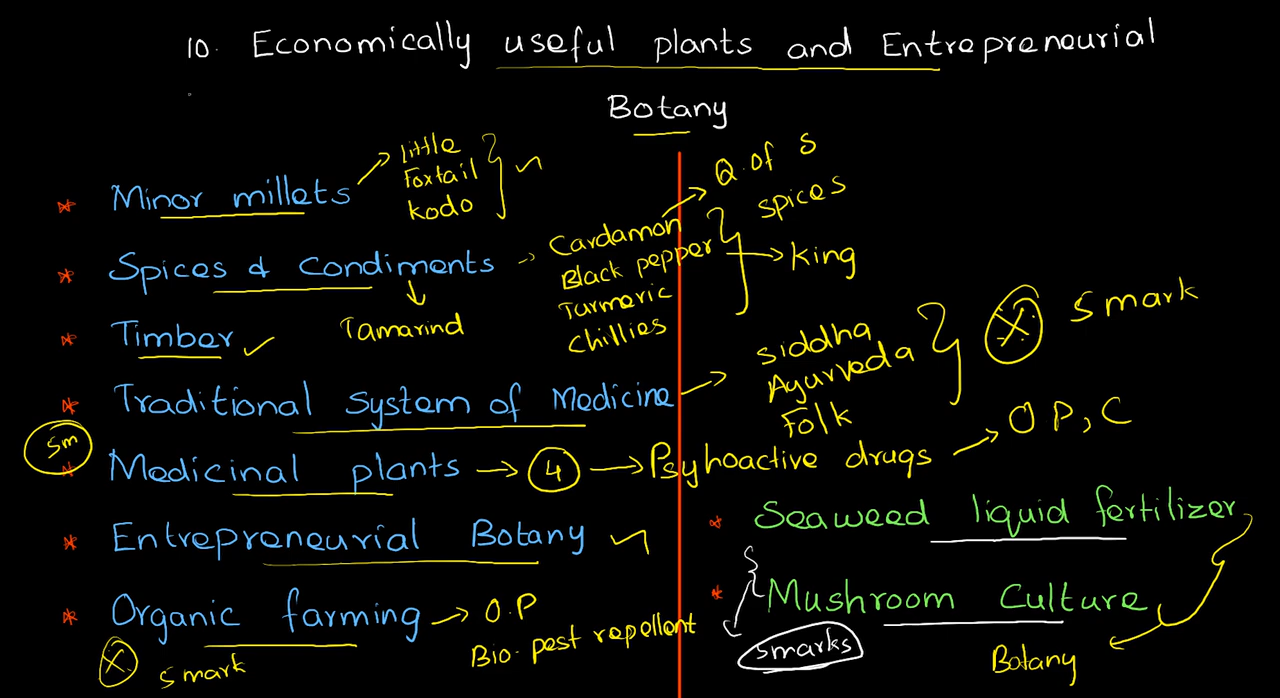 10. Economically useful plants and Entrepreneurial
Botany
* Minor millets
little
Foxtail
kodo
* Spices & Condiments
Tamarind
Cardamon
Black pepper
Turmeric
chillies
Q. of S
spices
King
* Timber
* Traditional system of Medicine
siddha
Ayurveda
Folk
5 mark
5m
* Medicinal plants → 4 → Psyhoactive drugs → O P, C
* Entrepreneurial Botany
* Organic farming → O.P
Bio. pest repellent
5 mark
* Seaweed liquid fertilizer
* Mushroom Culture
5marks
Botany